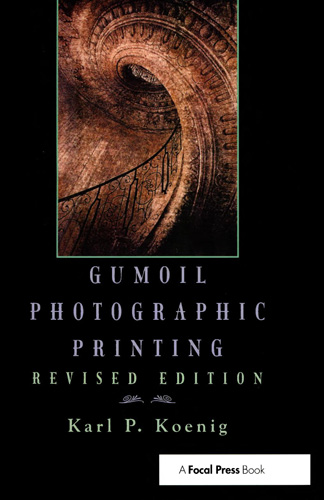 GUMOIL
PHOTOGRAPHIC
PRINTING
REVISED EDITION
Karl P. Koenig
A Focal Press Book